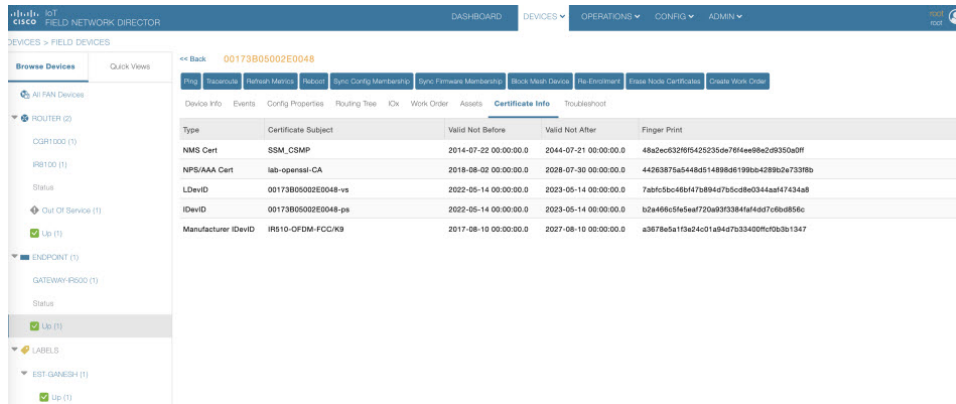 cisco IoT
FIELD NETWORK DIRECTOR
DASHBOARD DEVICES OPERATIONS CONFIG ADMIN root
root
DEVICES > FIELD DEVICES
Browse Devices Quick Views
All FAN Devices
ROUTER (2)
CGR1000 (1)
IR8100 (1)
Status
Out Of Service (1)
Up (1)
ENDPOINT (1)
GATEWAY-IR500 (1)
Status
Up (1)
LABELS
EST-GANESH (1)
Up (1)
<< Back 00173B05002E0048
Ping Traceroute Refresh Metrics Reboot Sync Config Membership Sync Firmware Membership Block Mesh Device Re-Enrolment Erase Node Certificates Create Work Order
Device Info Events Config Properties Routing Tree IOx Work Order Assets Certificate Info Troubleshoot
Type Certificate Subject Valid Not Before Valid Not After Finger Print
NMS Cert SSM_CSMP 2014-07-22 00:00:00.0 2044-07-21 00:00:00.0 48a2ec632f6f5425235de76f4ee98e2d9350a0ff
NPS/AAA Cert lab-openssl-CA 2018-08-02 00:00:00.0 2028-07-30 00:00:00.0 44263875a5448d514898d6199bb4289b2e733f8b
LDevID 00173B05002E0048-vs 2022-05-14 00:00:00.0 2023-05-14 00:00:00.0 7abfc5bc46bf47b894d7b5cd8e0344aaf47434a8
IDevID 00173B05002E0048-ps 2022-05-14 00:00:00.0 2023-05-14 00:00:00.0 b2a466c5fe5eaf720a93f3384faf4dd7c6bd856c
Manufacturer IDevID IR510-OFDM-FCC/K9 2017-08-10 00:00:00.0 2027-08-10 00:00:00.0 a3678e5a1f3e24c01a94d7b33400ffcf0b3b1347